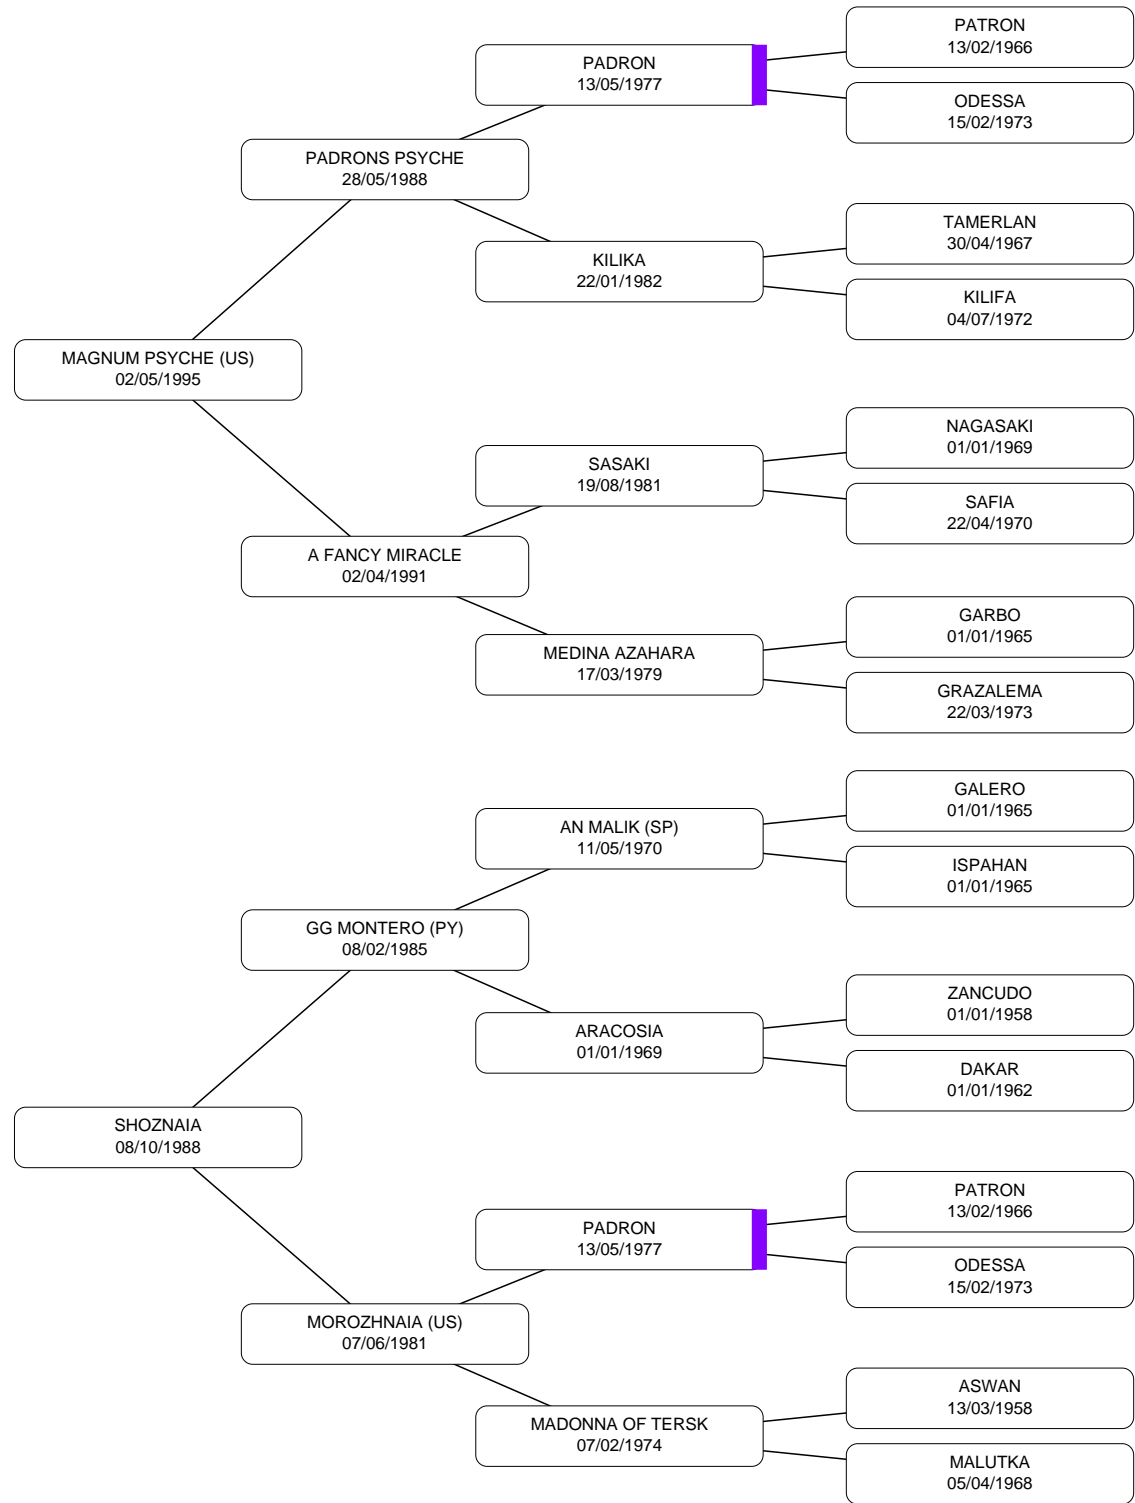 PATRON
13/02/1966
PADRON
13/05/1977
ODESSA
15/02/1973
PADRONS PSYCHE
28/05/1988
TAMERLAN
30/04/1967
KILIKA
22/01/1982
KILIFA
04/07/1972
MAGNUM PSYCHE (US)
02/05/1995
NAGASAKI
01/01/1969
SASAKI
19/08/1981
SAFIA
22/04/1970
A FANCY MIRACLE
02/04/1991
GARBO
01/01/1965
MEDINA AZAHARA
17/03/1979
GRAZALEMA
22/03/1973
GALERO
01/01/1965
AN MALIK (SP)
11/05/1970
ISPAHAN
01/01/1965
GG MONTERO (PY)
08/02/1985
ZANCUDO
01/01/1958
ARACOSIA
01/01/1969
DAKAR
01/01/1962
SHOZNAIA
08/10/1988
PATRON
13/02/1966
PADRON
13/05/1977
ODESSA
15/02/1973
MOROZHNAIA (US)
07/06/1981
ASWAN
13/03/1958
MADONNA OF TERSK
07/02/1974
MALUTKA
05/04/1968